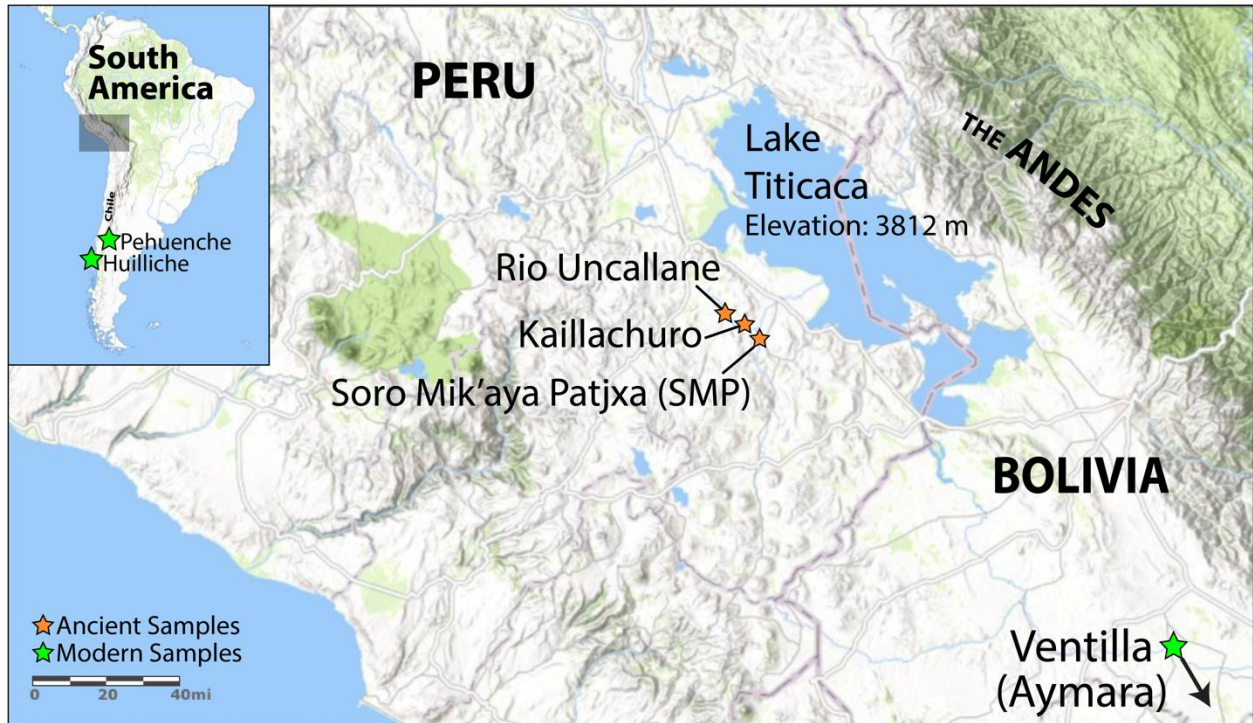 South
America
Chile
Pehuenche
Huilliche
PERU
THE ANDES
Lake
Titicaca
Elevation: 3812 m
Rio Uncallane
Kaillachuro
Soro Mik'aya Patjxa (SMP)
BOLIVIA
Ancient Samples
Modern Samples
0 20 40mi
Ventilla
(Aymara)